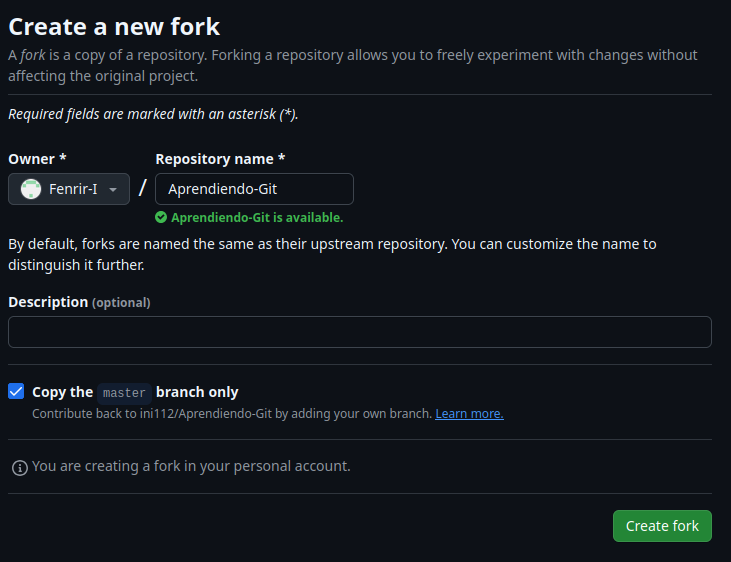 Create a new fork
A fork is a copy of a repository. Forking a repository allows you to freely experiment with changes without
affecting the original project.
Required fields are marked with an asterisk (*).
Owner * Repository name *
Fenrir-I / Aprendiendo-Git
Aprendiendo-Git is available.
By default, forks are named the same as their upstream repository. You can customize the name to
distinguish it further.
Description (optional)
Copy the master branch only
Contribute back to ini112/Aprendiendo-Git by adding your own branch. Learn more.
You are creating a fork in your personal account.
Create fork